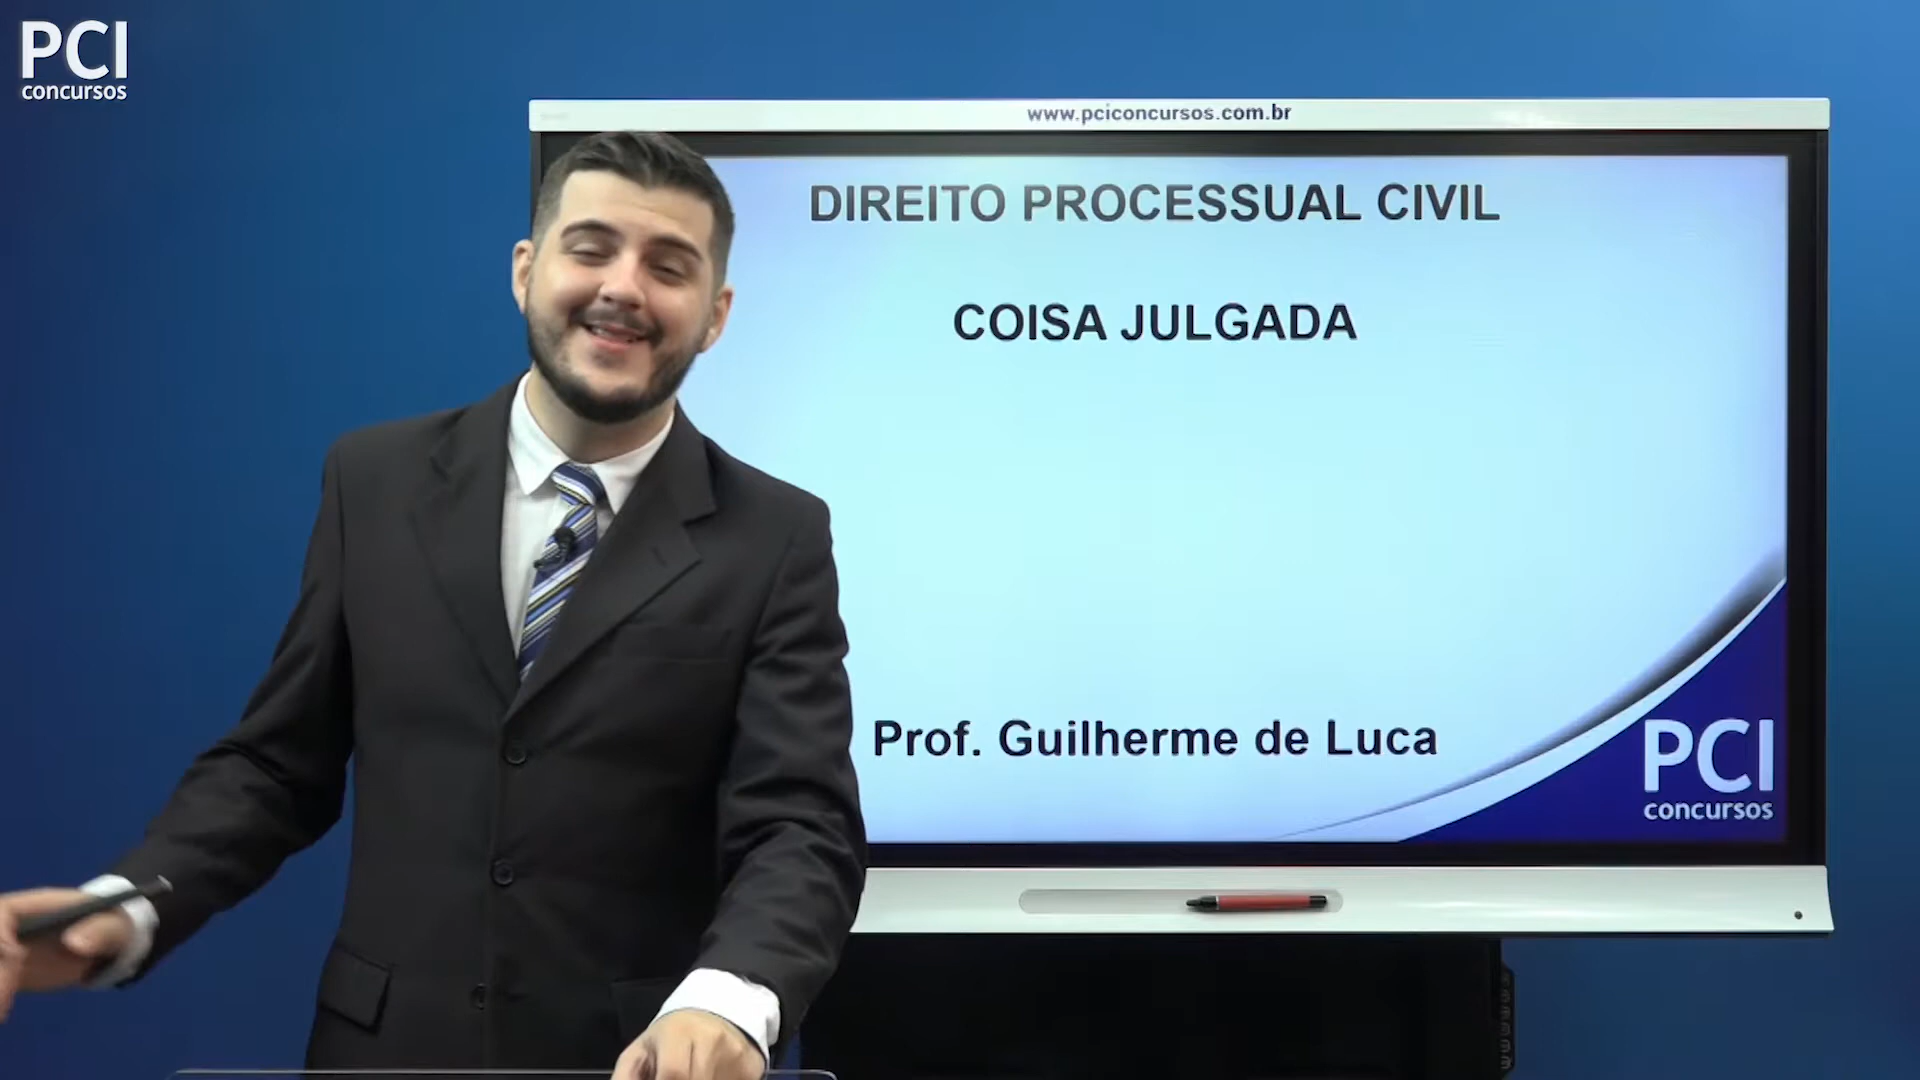 PCI
concursos
www.pciconcursos.com.br
DIREITO PROCESSUAL CIVIL
COISA JULGADA
Prof. Guilherme de Luca
PCI
concursos